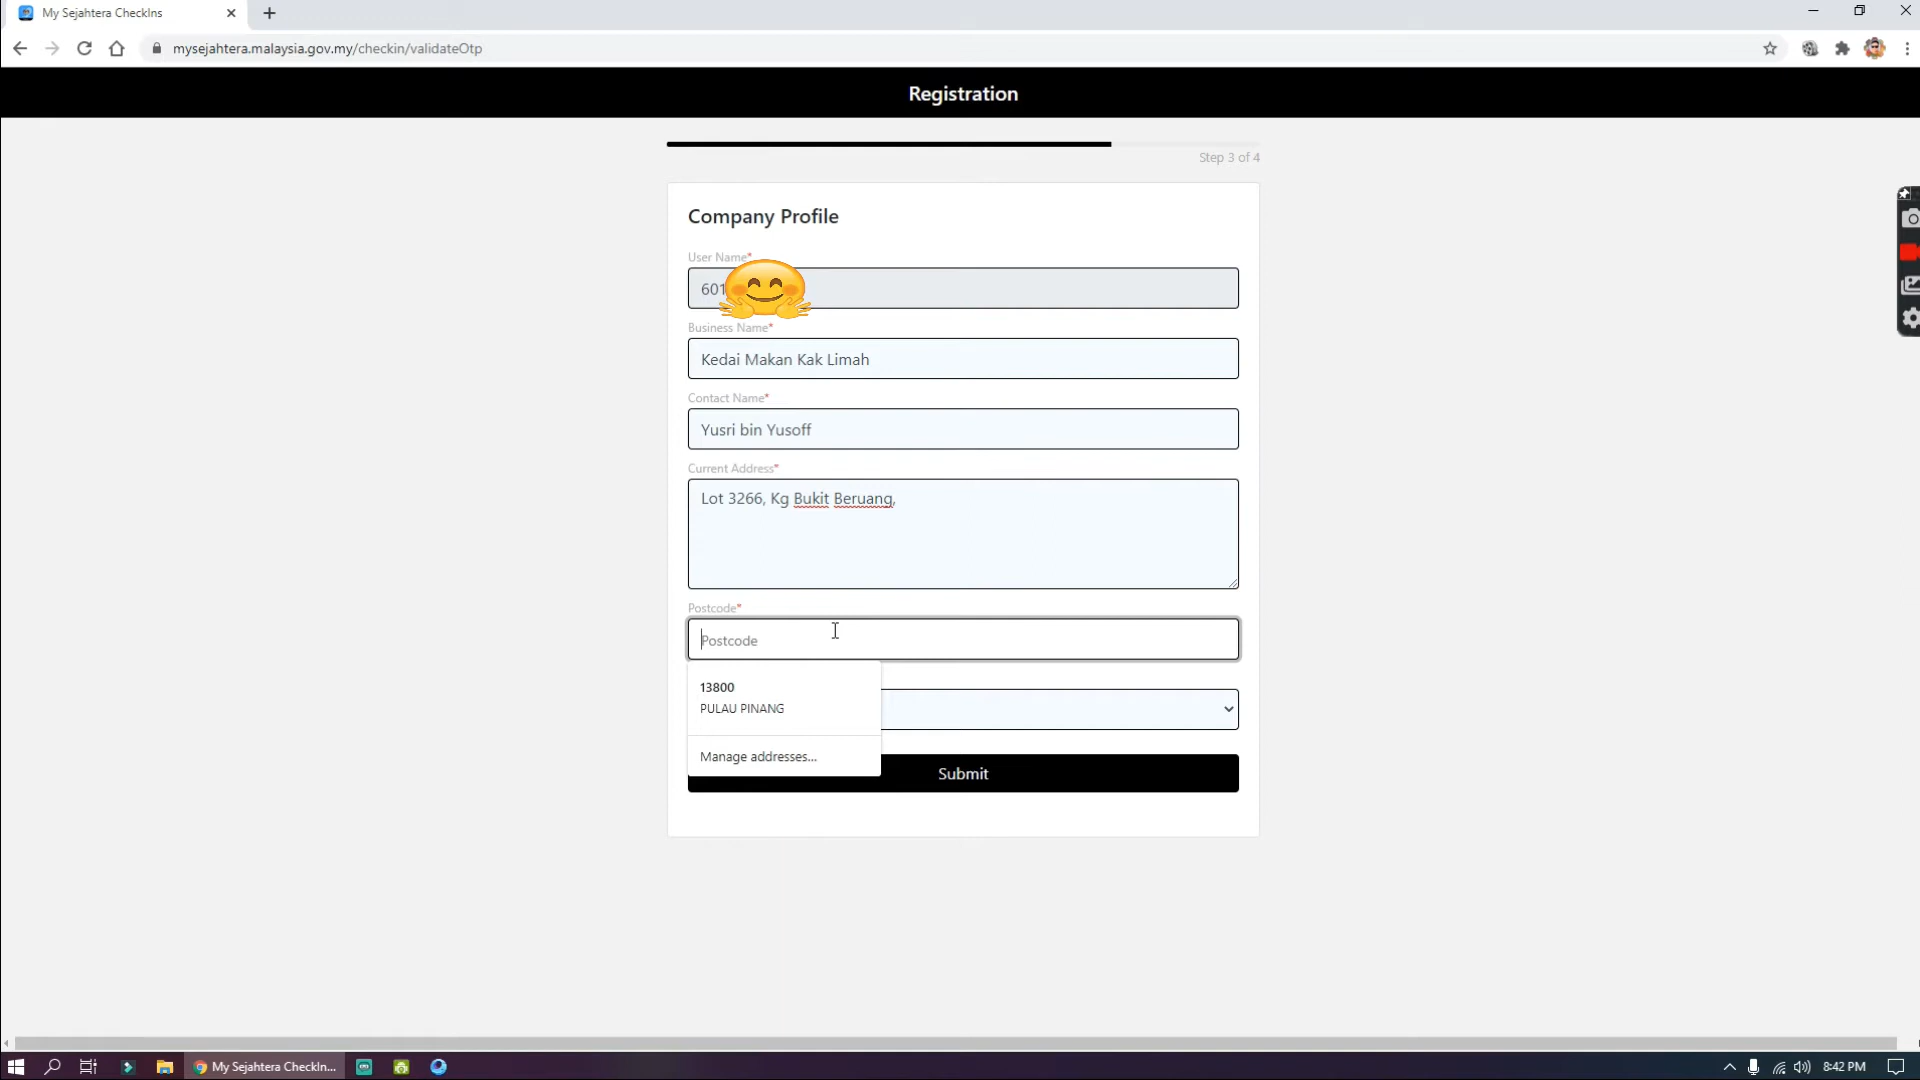 My Sejahtera CheckIns
mysejahtera.malaysia.gov.my/checkin/validateOtp
Registration
Step 3 of 4
Company Profile
User Name*
601
Business Name*
Kedai Makan Kak Limah
Contact Name*
Yusri bin Yusoff
Current Address*
Lot 3266, Kg Bukit Beruang,
Postcode*
Postcode
13800
PULAU PINANG
Manage addresses...
Submit
My Sejahtera CheckIn...
8:42 PM